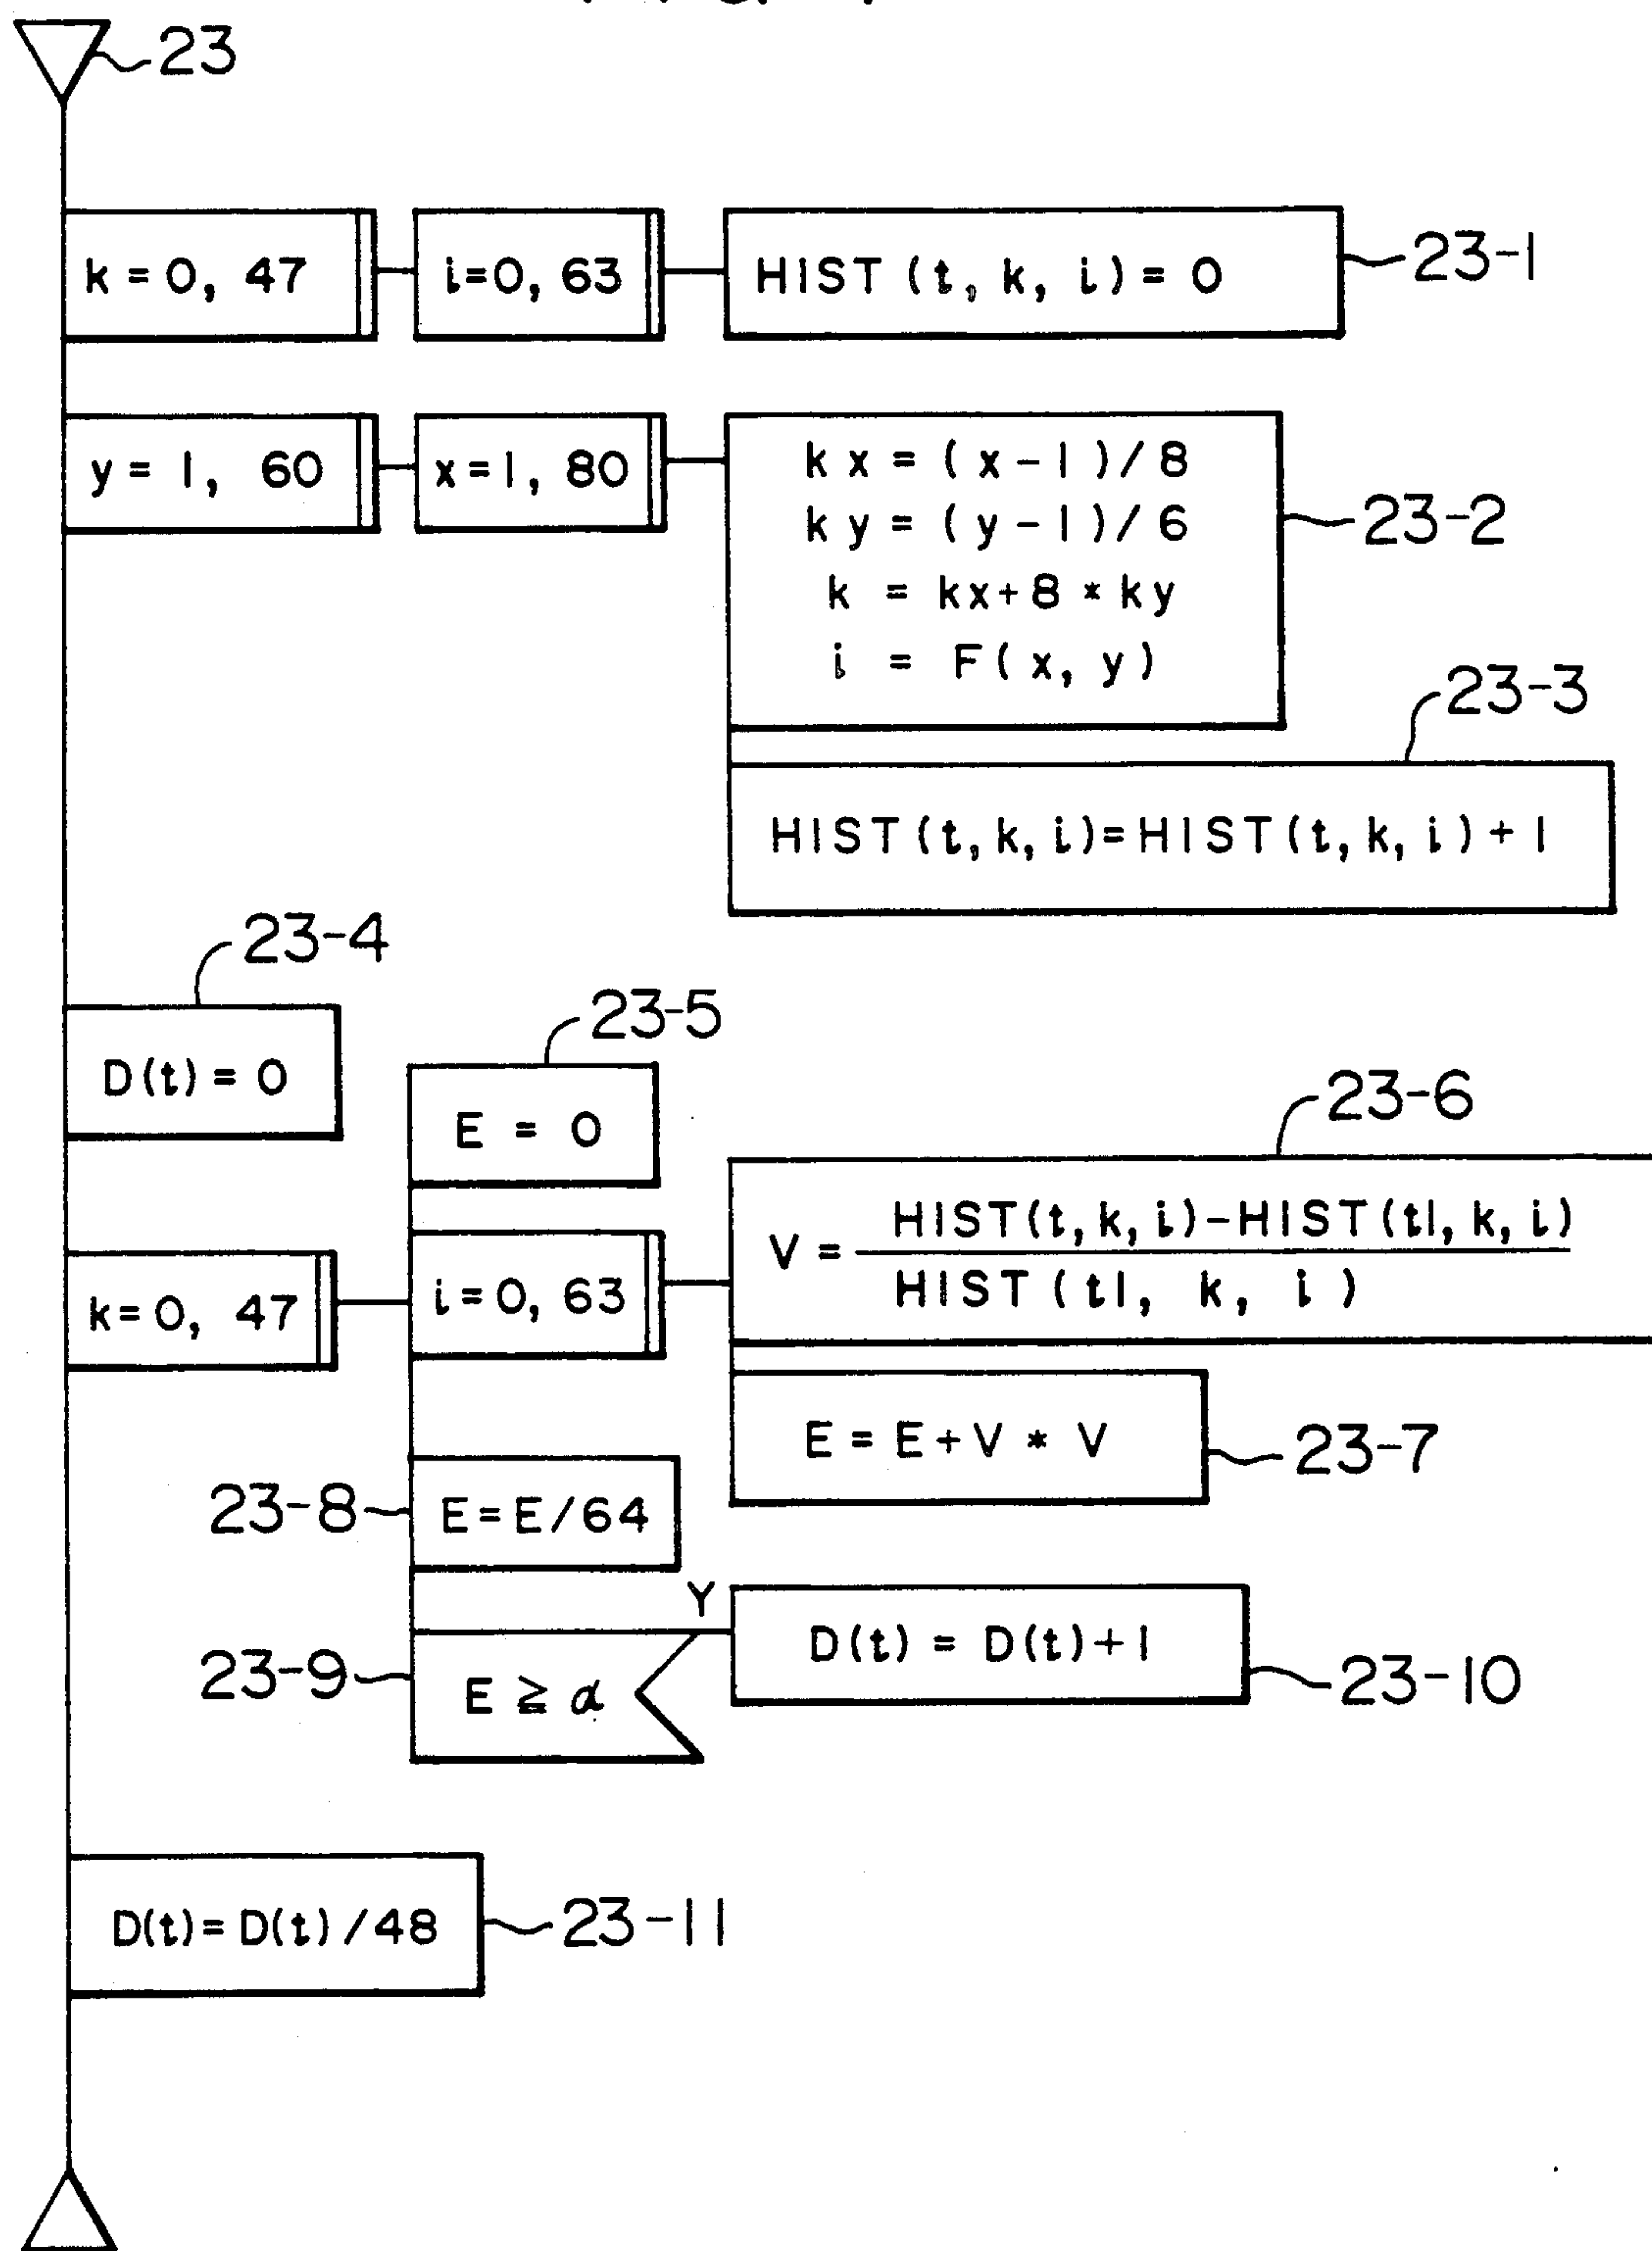 23
k = 0, 47
i=0, 63
HIST (t, k, i) = 0
23-1
y = 1, 60
x=1, 80
kx = (x-1)/8
ky = (y-1)/6
k = kx+8 * ky
i = F(x, y)
23-2
23-3
HIST(t, k, i)=HIST(t, k, i)+1
23-4
D(t) = 0
23-5
E = 0
23-6
V = HIST(t, k, i)-HIST(t1, k, i)
HIST (t1, k, i)
k=0, 47
i=0, 63
E = E+V * V
23-7
23-8
E=E/64
Y
23-9
E ≧ α
D(t) = D(t)+1
23-10
D(t)= D(t)/48
23-11